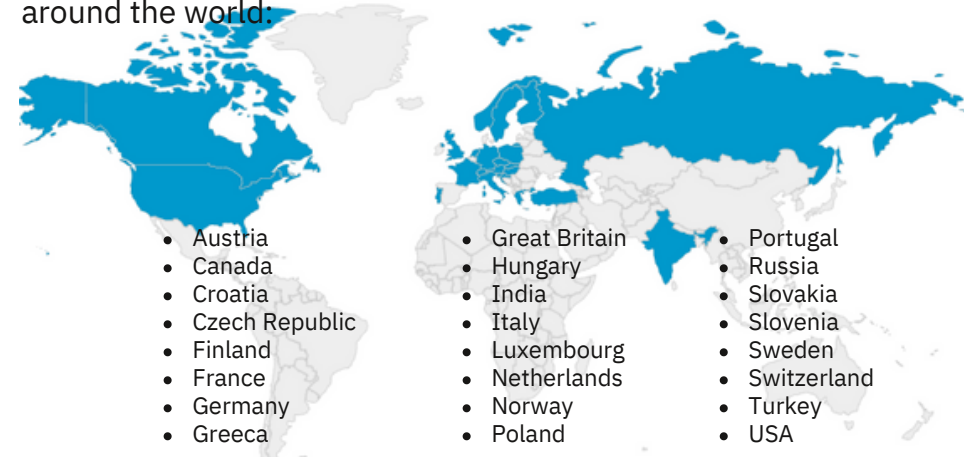 around the world:
• Austria
• Canada
• Croatia
• Czech Republic
• Finland
• France
• Germany
• Greeca
• Great Britain
• Hungary
• India
• Italy
• Luxembourg
• Netherlands
• Norway
• Poland
• Portugal
• Russia
• Slovakia
• Slovenia
• Sweden
• Switzerland
• Turkey
• USA